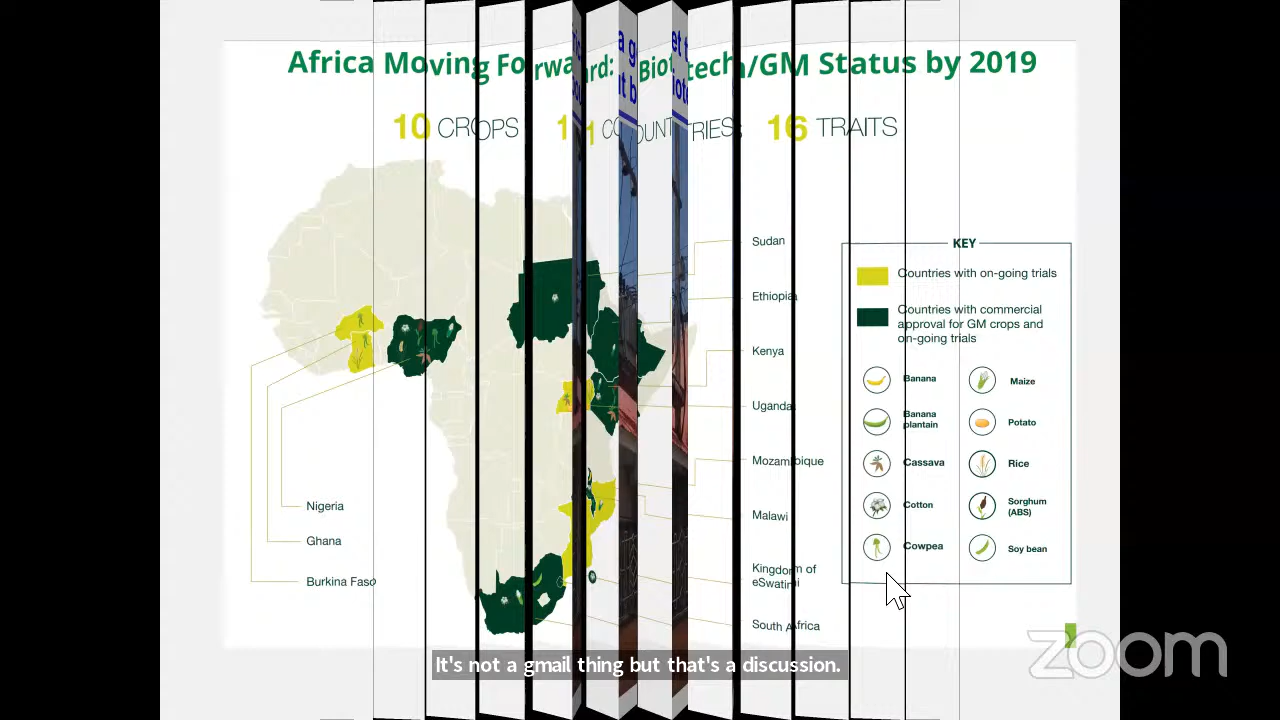 Africa Moving Forward: Biotech/GM Status by 2019
10 CROPS 11 COUNTRIES 16 TRAITS
Sudan
Ethiopia
Kenya
Uganda
Mozambique
Malawi
Kingdom of
eSwatini
South Africa
Nigeria
Ghana
Burkina Faso
KEY
Countries with on-going trials
Countries with commercial
approval for GM crops and
on-going trials
Banana
Maize
Banana
plantain
Potato
Cassava
Rice
Cotton
Sorghum
(ABS)
Cowpea
Soy bean
It's not a gmail thing but that's a discussion.
zoom